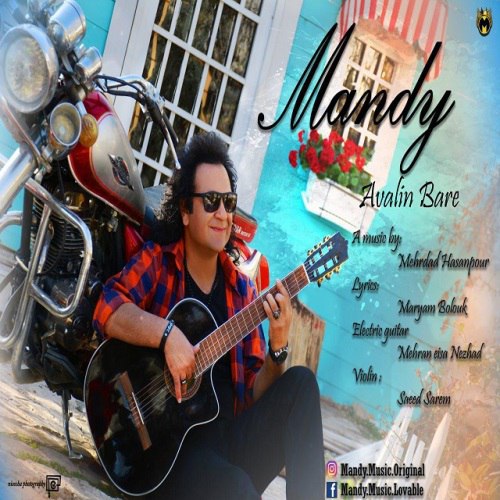 Mandy
Avalin Bare
A music by:
Mehrdad Hasanpour
Lyrics:
Maryam Bobuk
Electric guitar
Mehran eisa Nezhad
Violin :
Saeed Sarem
Mandy.Music.Original
Mandy.Music.Lovable